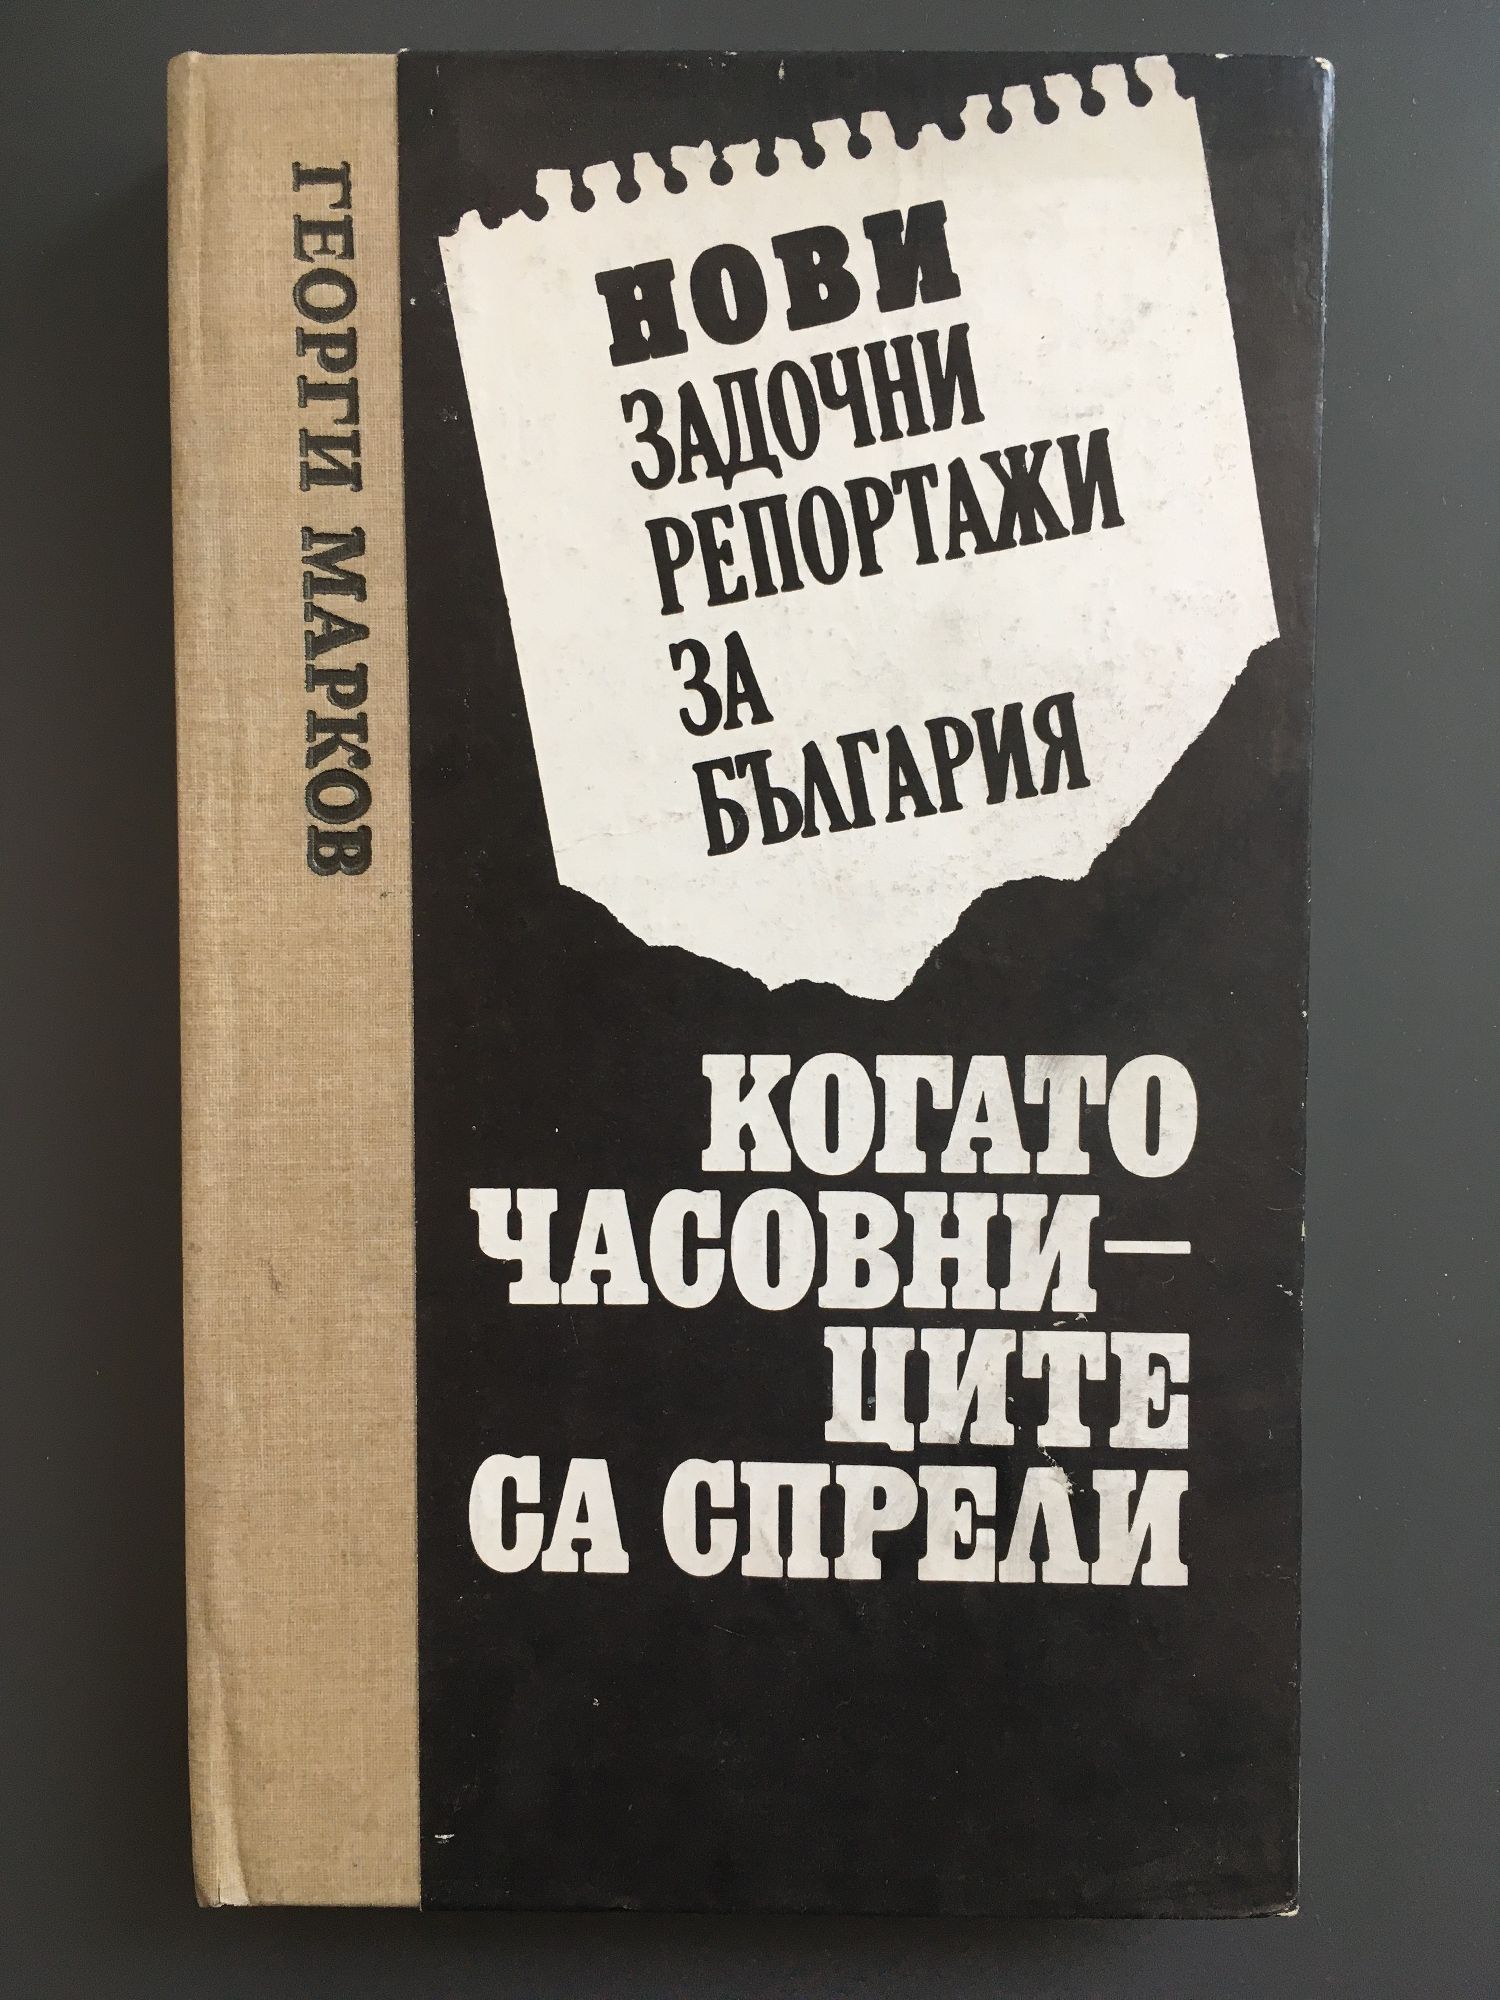 ГЕОРГИ МАРКОВ
НОВИ
ЗАДОЧНИ
РЕПОРТАЖИ
ЗА
БЪЛГАРИЯ
КОГАТО
ЧАСОВНИ—
ЦИТЕ
СА СПРЕЛИ